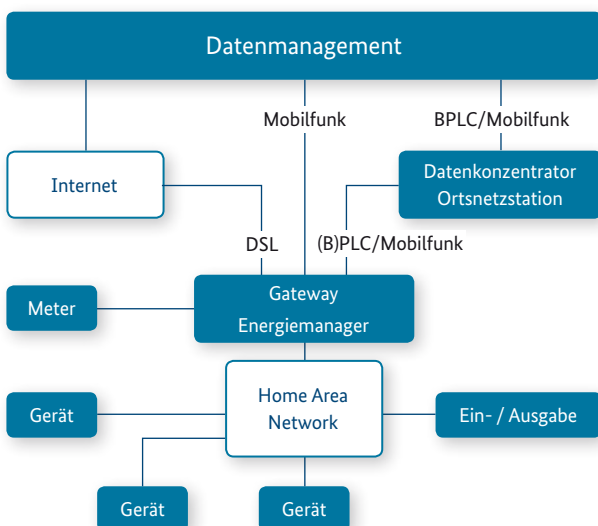 Datenmanagement
Mobilfunk
BPLC/Mobilfunk
Internet
Datenkonzentrator
Ortsnetzstation
DSL
(B)PLC/Mobilfunk
Gateway
Energiemanager
Meter
Home Area
Network
Gerät
Ein- / Ausgabe
Gerät
Gerät